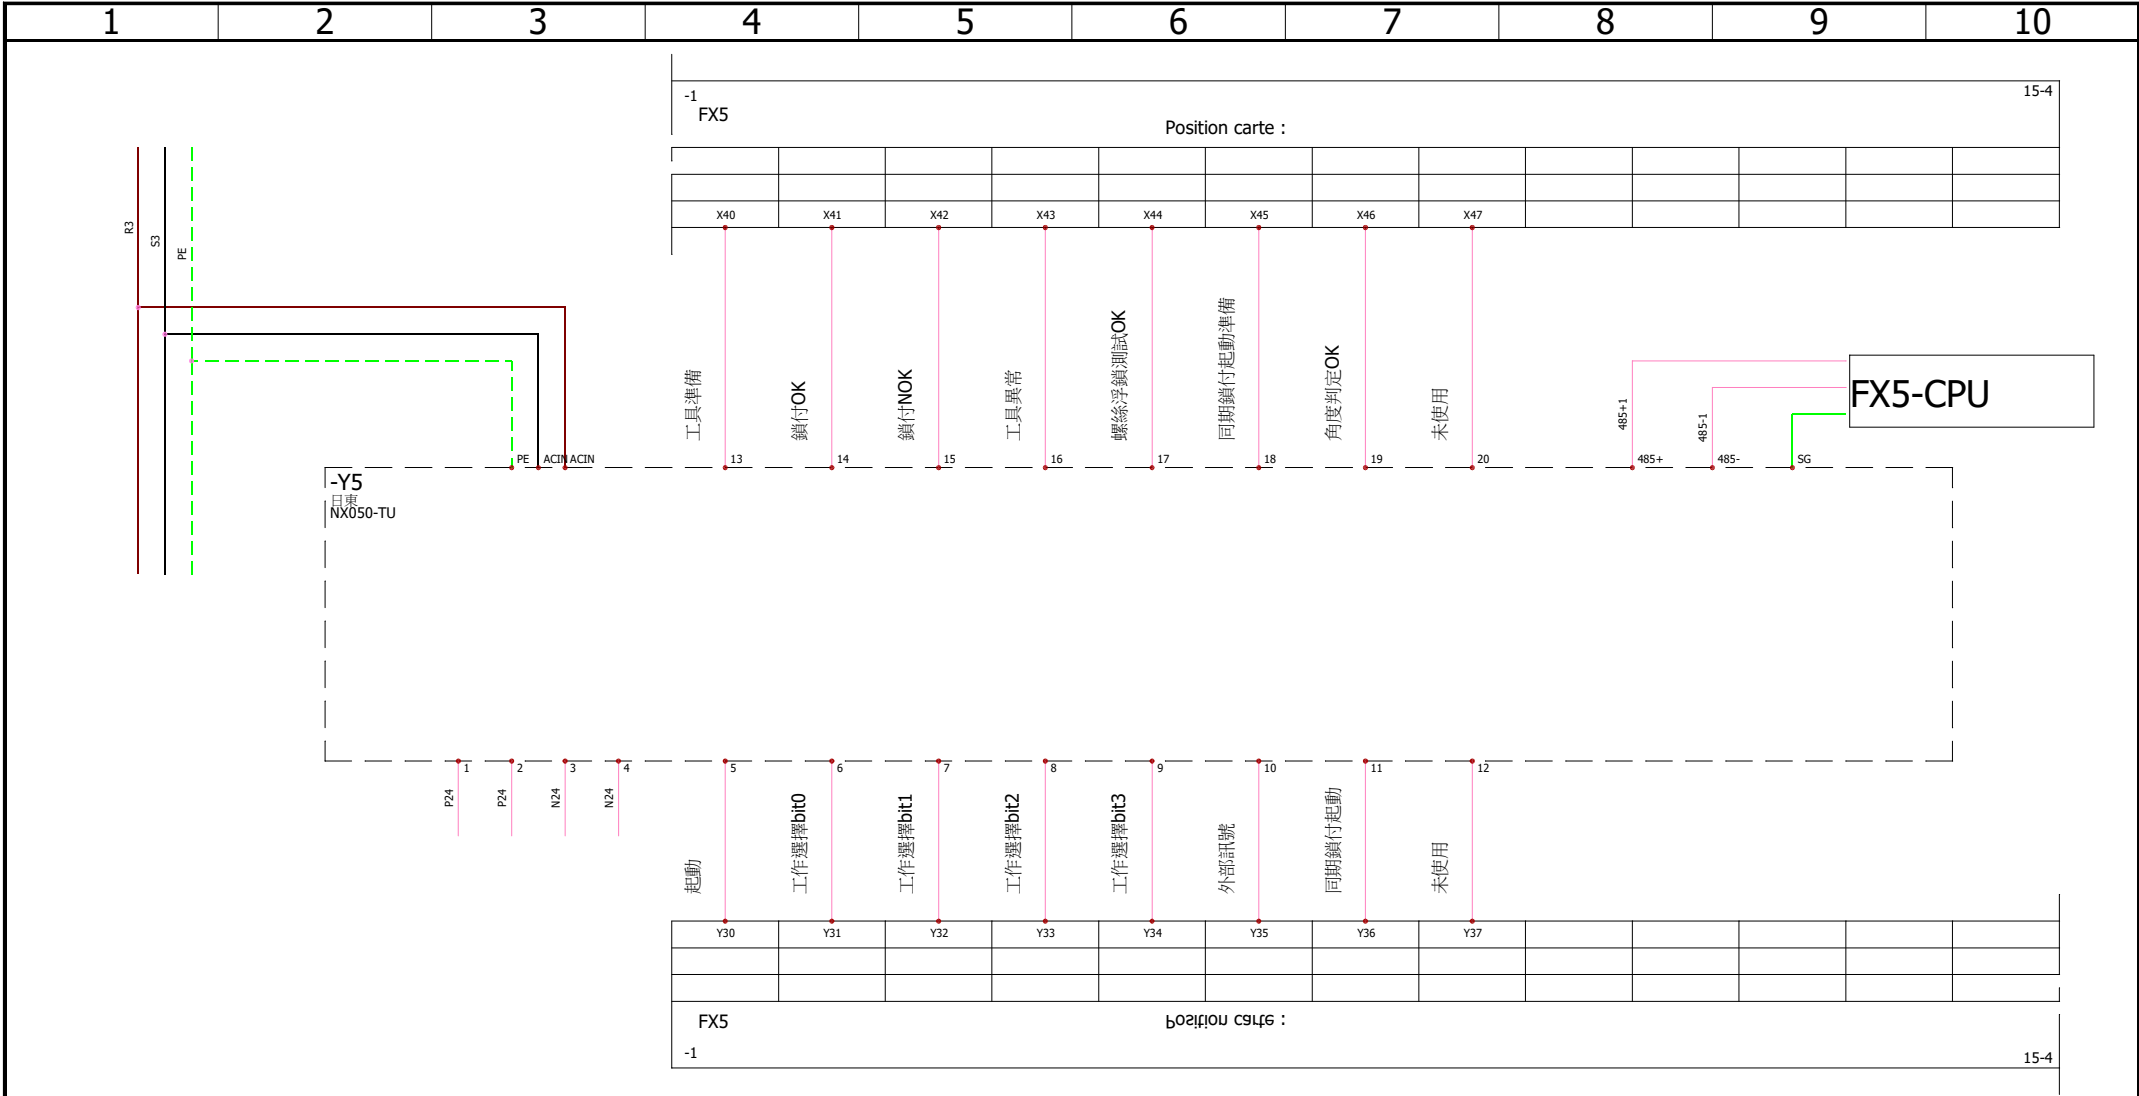 1 2 3 4 5 6 7 8 9 10
-1 15-4
FX5
Position carte :
X40 X41 X42 X43 X44 X45 X46 X47
R3 S3 PE
工具準備
鎖付OK
鎖付NOK
工具異常
螺絲浮鎖測試OK
同期鎖付起動準備
角度判定OK
未使用
485+1
485-1
FX5-CPU
PE ACIN ACIN 13 14 15 16 17 18 19 20 485+ 485- SG
-Y5
日東
NX050-TU
1 2 3 4 5 6 7 8 9 10 11 12
P24 P24 N24 N24
起動
工作選擇bit0
工作選擇bit1
工作選擇bit2
工作選擇bit3
外部訊號
同期鎖付起動
未使用
Y30 Y31 Y32 Y33 Y34 Y35 Y36 Y37
FX5 Position carte :
-1 15-4